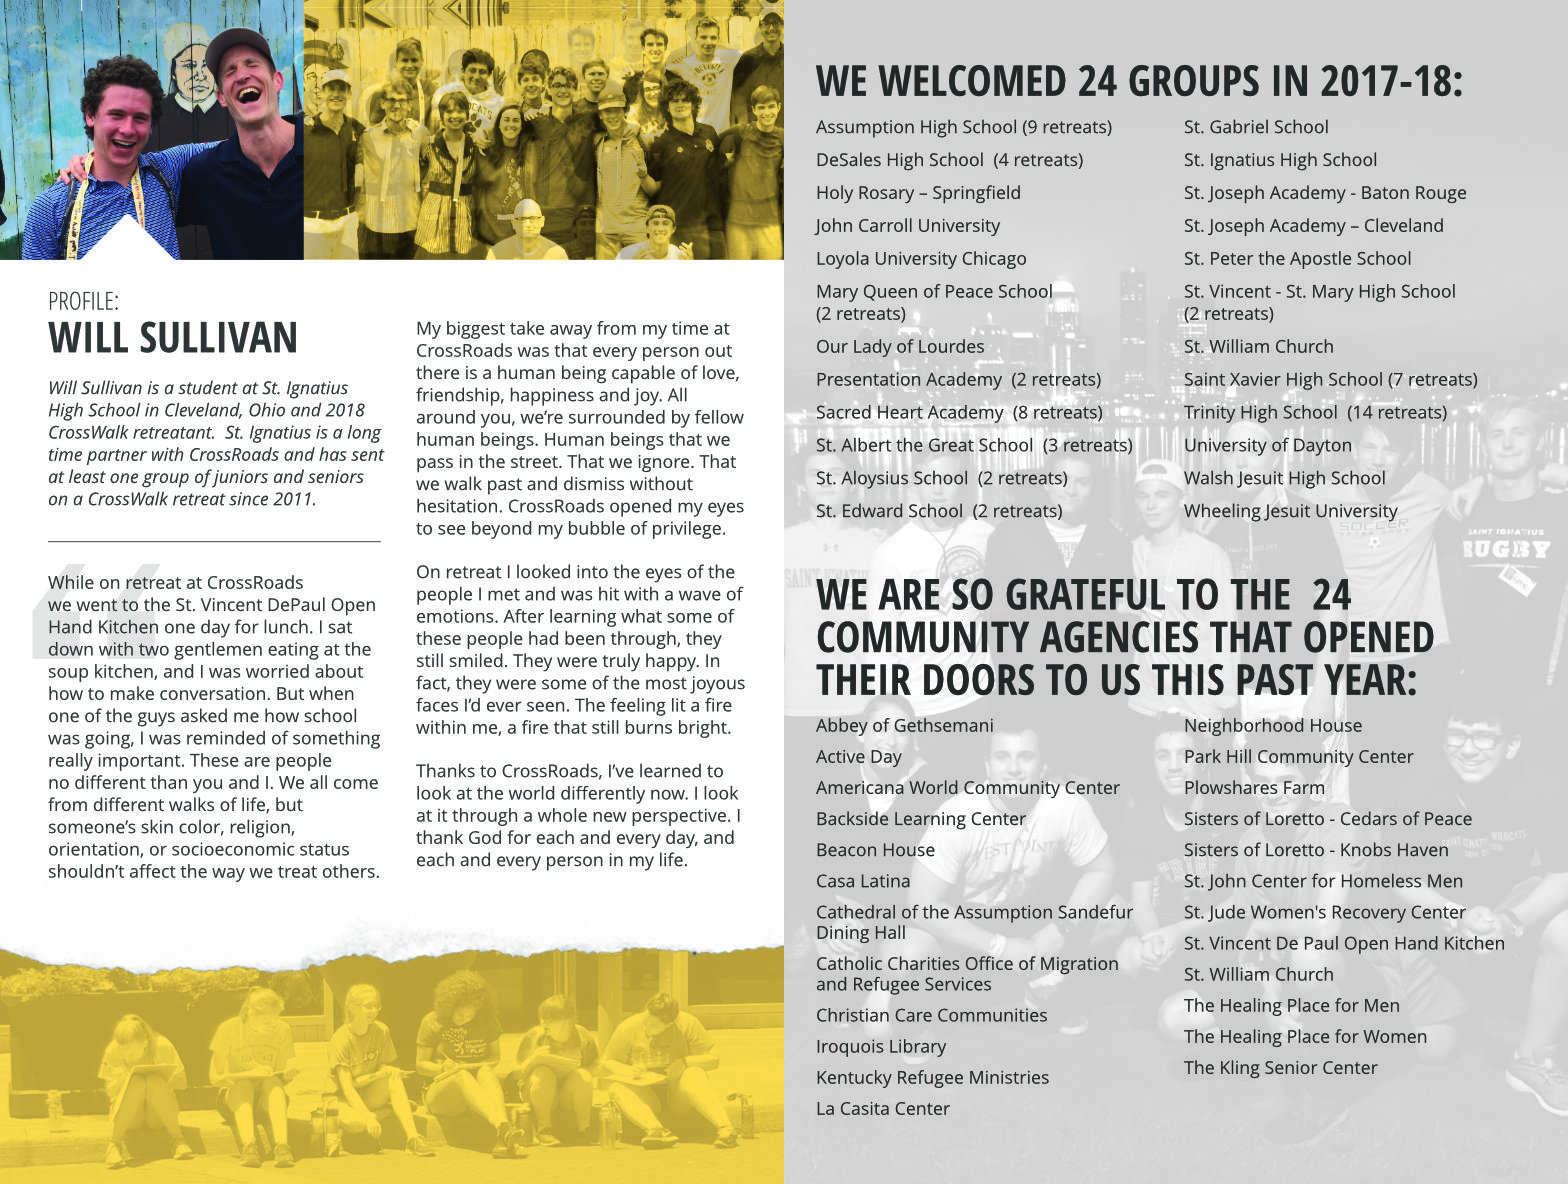 PROFILE:
WILL SULLIVAN
Will Sullivan is a student at St. Ignatius
High School in Cleveland, Ohio and 2018
CrossWalk retreatant.  St. Ignatius is a long
time partner with CrossRoads and has sent
at least one group of juniors and seniors
on a CrossWalk retreat since 2011.
“
While on retreat at CrossRoads
we went to the St. Vincent DePaul Open
Hand Kitchen one day for lunch. I sat
down with two gentlemen eating at the
soup kitchen, and I was worried about
how to make conversation. But when
one of the guys asked me how school
was going, I was reminded of something
really important. These are people
no different than you and I. We all come
from different walks of life, but
someone’s skin color, religion,
orientation, or socioeconomic status
shouldn’t affect the way we treat others.
My biggest take away from my time at
CrossRoads was that every person out
there is a human being capable of love,
friendship, happiness and joy. All
around you, we’re surrounded by fellow
human beings. Human beings that we
pass in the street. That we ignore. That
we walk past and dismiss without
hesitation. CrossRoads opened my eyes
to see beyond my bubble of privilege.
On retreat I looked into the eyes of the
people I met and was hit with a wave of
emotions. After learning what some of
these people had been through, they
still smiled. They were truly happy. In
fact, they were some of the most joyous
faces I’d ever seen. The feeling lit a fire
within me, a fire that still burns bright.
Thanks to CrossRoads, I’ve learned to
look at the world differently now. I look
at it through a whole new perspective. I
thank God for each and every day, and
each and every person in my life.
WE WELCOMED 24 GROUPS IN 2017-18:
Assumption High School (9 retreats)
DeSales High School  (4 retreats)
Holy Rosary – Springfield
John Carroll University
Loyola University Chicago
Mary Queen of Peace School
(2 retreats)
Our Lady of Lourdes
Presentation Academy  (2 retreats)
Sacred Heart Academy  (8 retreats)
St. Albert the Great School  (3 retreats)
St. Aloysius School  (2 retreats)
St. Edward School  (2 retreats)
St. Gabriel School
St. Ignatius High School
St. Joseph Academy - Baton Rouge
St. Joseph Academy – Cleveland
St. Peter the Apostle School
St. Vincent - St. Mary High School
(2 retreats)
St. William Church
Saint Xavier High School (7 retreats)
Trinity High School  (14 retreats)
University of Dayton
Walsh Jesuit High School
Wheeling Jesuit University
SOCCER
SAINT IGNATIUS
RUGBY
SAINT IGNAT
WE ARE SO GRATEFUL TO THE  24
COMMUNITY AGENCIES THAT OPENED
THEIR DOORS TO US THIS PAST YEAR:
Abbey of Gethsemani
Active Day
Americana World Community Center
Backside Learning Center
Beacon House
Casa Latina
Cathedral of the Assumption Sandefur
Dining Hall
Catholic Charities Office of Migration
and Refugee Services
Christian Care Communities
Iroquois Library
Kentucky Refugee Ministries
La Casita Center
Neighborhood House
Park Hill Community Center
Plowshares Farm
Sisters of Loretto - Cedars of Peace
Sisters of Loretto - Knobs Haven
St. John Center for Homeless Men
St. Jude Women's Recovery Center
St. Vincent De Paul Open Hand Kitchen
St. William Church
The Healing Place for Men
The Healing Place for Women
The Kling Senior Center
WESTPOINT
WILDCATS